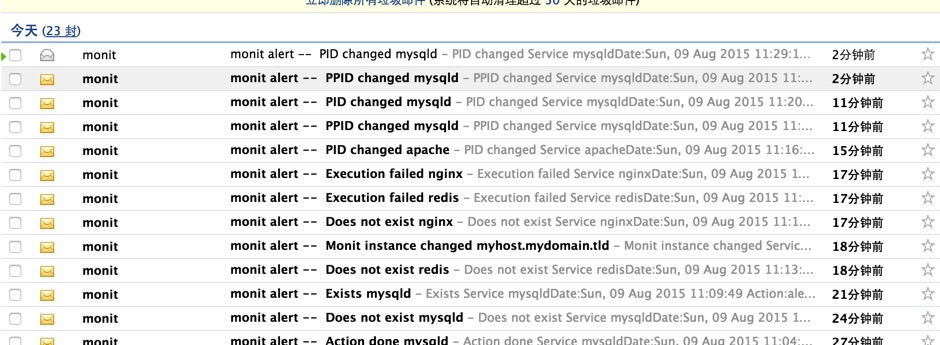 立即删除所有垃圾邮件 (系统将自动清理超过 30 天的垃圾邮件)
今天 (23 封)
monit monit alert -- PID changed mysqld - PID changed Service mysqldDate:Sun, 09 Aug 2015 11:29:1... 2分钟前
monit monit alert -- PPID changed mysqld - PPID changed Service mysqldDate:Sun, 09 Aug 2015 11:... 2分钟前
monit monit alert -- PID changed mysqld - PID changed Service mysqldDate:Sun, 09 Aug 2015 11:20... 11分钟前
monit monit alert -- PPID changed mysqld - PPID changed Service mysqldDate:Sun, 09 Aug 2015 11:... 11分钟前
monit monit alert -- PID changed apache - PID changed Service apacheDate:Sun, 09 Aug 2015 11:16:... 15分钟前
monit monit alert -- Execution failed nginx - Execution failed Service nginxDate:Sun, 09 Aug 2015 1... 17分钟前
monit monit alert -- Execution failed redis - Execution failed Service redisDate:Sun, 09 Aug 2015 1... 17分钟前
monit monit alert -- Does not exist nginx - Does not exist Service nginxDate:Sun, 09 Aug 2015 11:1... 17分钟前
monit monit alert -- Monit instance changed myhost.mydomain.tld - Monit instance changed Servic... 18分钟前
monit monit alert -- Does not exist redis - Does not exist Service redisDate:Sun, 09 Aug 2015 11:13:... 18分钟前
monit monit alert -- Exists mysqld - Exists Service mysqldDate:Sun, 09 Aug 2015 11:09:49 Action:ale... 21分钟前
monit monit alert -- Does not exist mysqld - Does not exist Service mysqldDate:Sun, 09 Aug 2015 1... 24分钟前
monit monit alert -- Action done mysqld - Action done Service mysqldDate:Sun, 09 Aug 2015 11:04:... 27分钟前